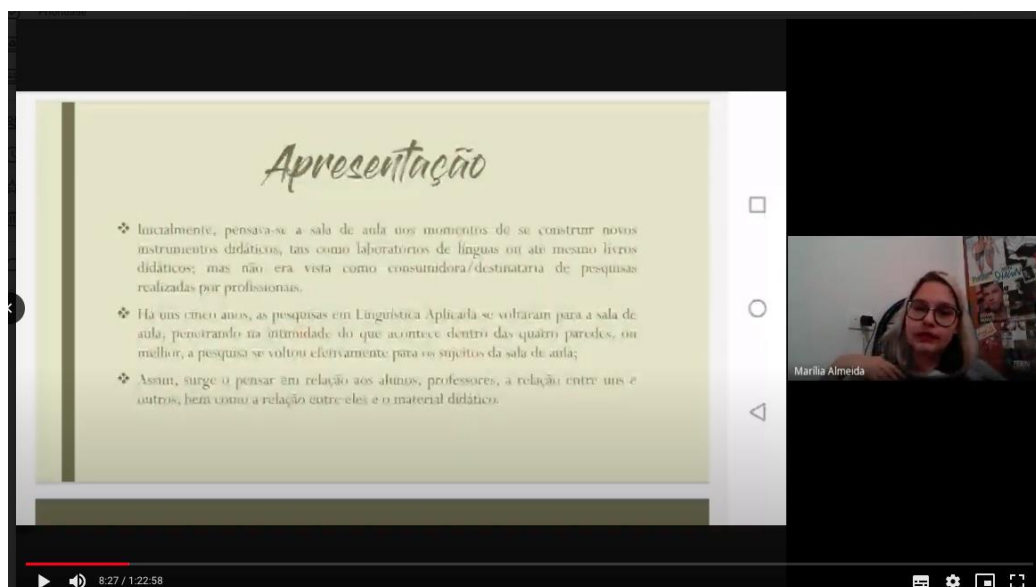 Apresentação
❖ Inicialmente, pensava-se a sala de aula nos momentos de se construir novos
instrumentos didáticos, tais como laboratórios de línguas ou até mesmo livros
didáticos; mas não era vista como consumidora/destinataria de pesquisas
realizadas por profissionais.
❖ Há uns cinco anos, as pesquisas em Linguística Aplicada se voltaram para a sala de
aula, penetrando na intimidade do que acontece dentro das quatro paredes, ou
melhor, a pesquisa se voltou efetivamente para os sujeitos da sala de aula;
❖ Assim, surge o pensar em relação aos alunos, professores, a relação entre uns e
outros, bem como a relação entre eles e o material didático.
Marília Almeida
8:27 / 1:22:58